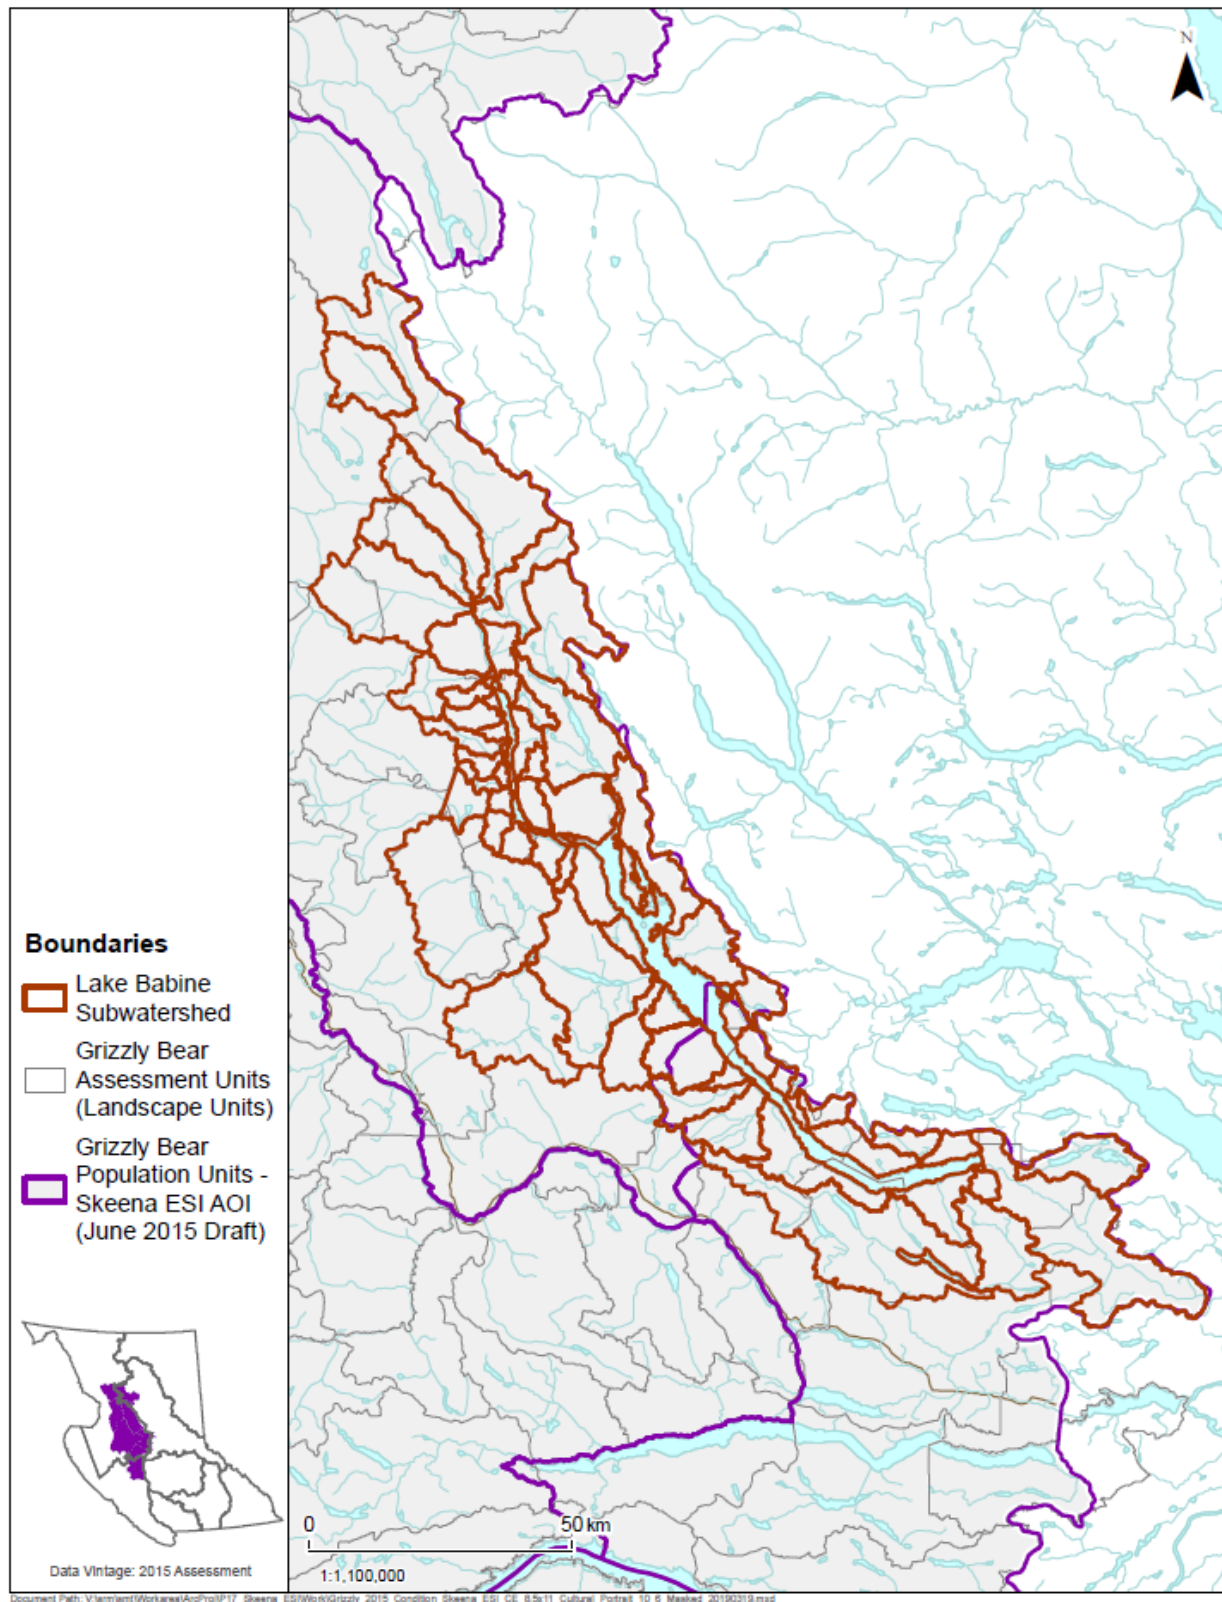 N
Boundaries
Lake Babine
Subwatershed
Grizzly Bear
Assessment Units
(Landscape Units)
Grizzly Bear
Population Units -
Skeena ESI AOI
(June 2015 Draft)
0 50 km
1:1,100,000
Data Vintage: 2015 Assessment